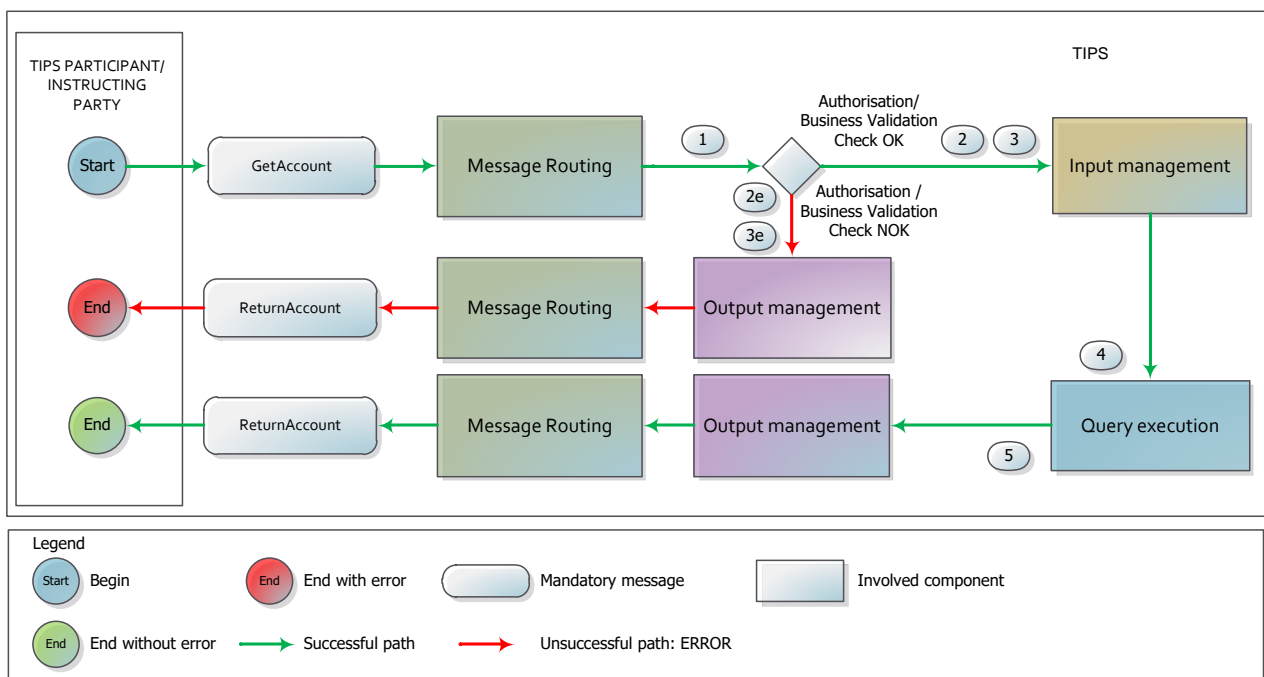 TIPS PARTICIPANT/
INSTRUCTING
PARTY
TIPS
Start
GetAccount
Message Routing
1
Authorisation/
Business Validation
Check OK
2
3
Input management
2e
3e
Authorisation /
Business Validation
Check NOK
End
ReturnAccount
Message Routing
Output management
4
End
ReturnAccount
Message Routing
Output management
5
Query execution
Legend
Start
Begin
End
End with error
Mandatory message
Involved component
End
End without error
Successful path
Unsuccessful path: ERROR